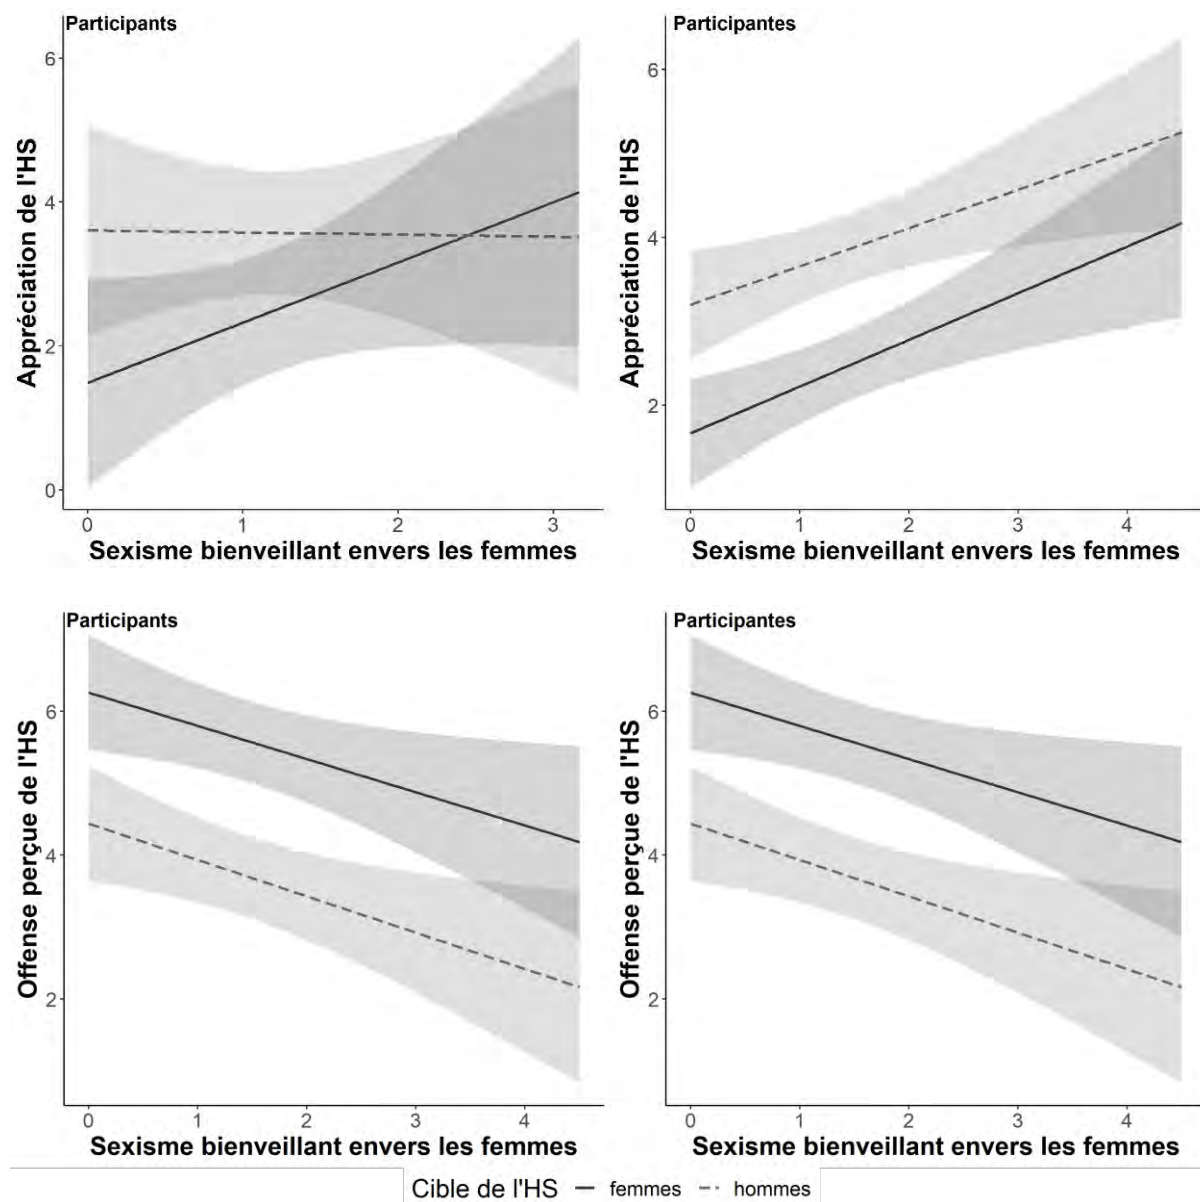 Participants
Appréciation de l'HS
6
4
2
0
0 1 2 3
Sexisme bienveillant envers les femmes
Participantes
Appréciation de l'HS
6
4
2
0 1 2 3 4
Sexisme bienveillant envers les femmes
Participants
Offense perçue de l'HS
6
4
2
0 1 2 3 4
Sexisme bienveillant envers les femmes
Participantes
Offense perçue de l'HS
6
4
2
0 1 2 3 4
Sexisme bienveillant envers les femmes
Cible de l'HS femmes hommes